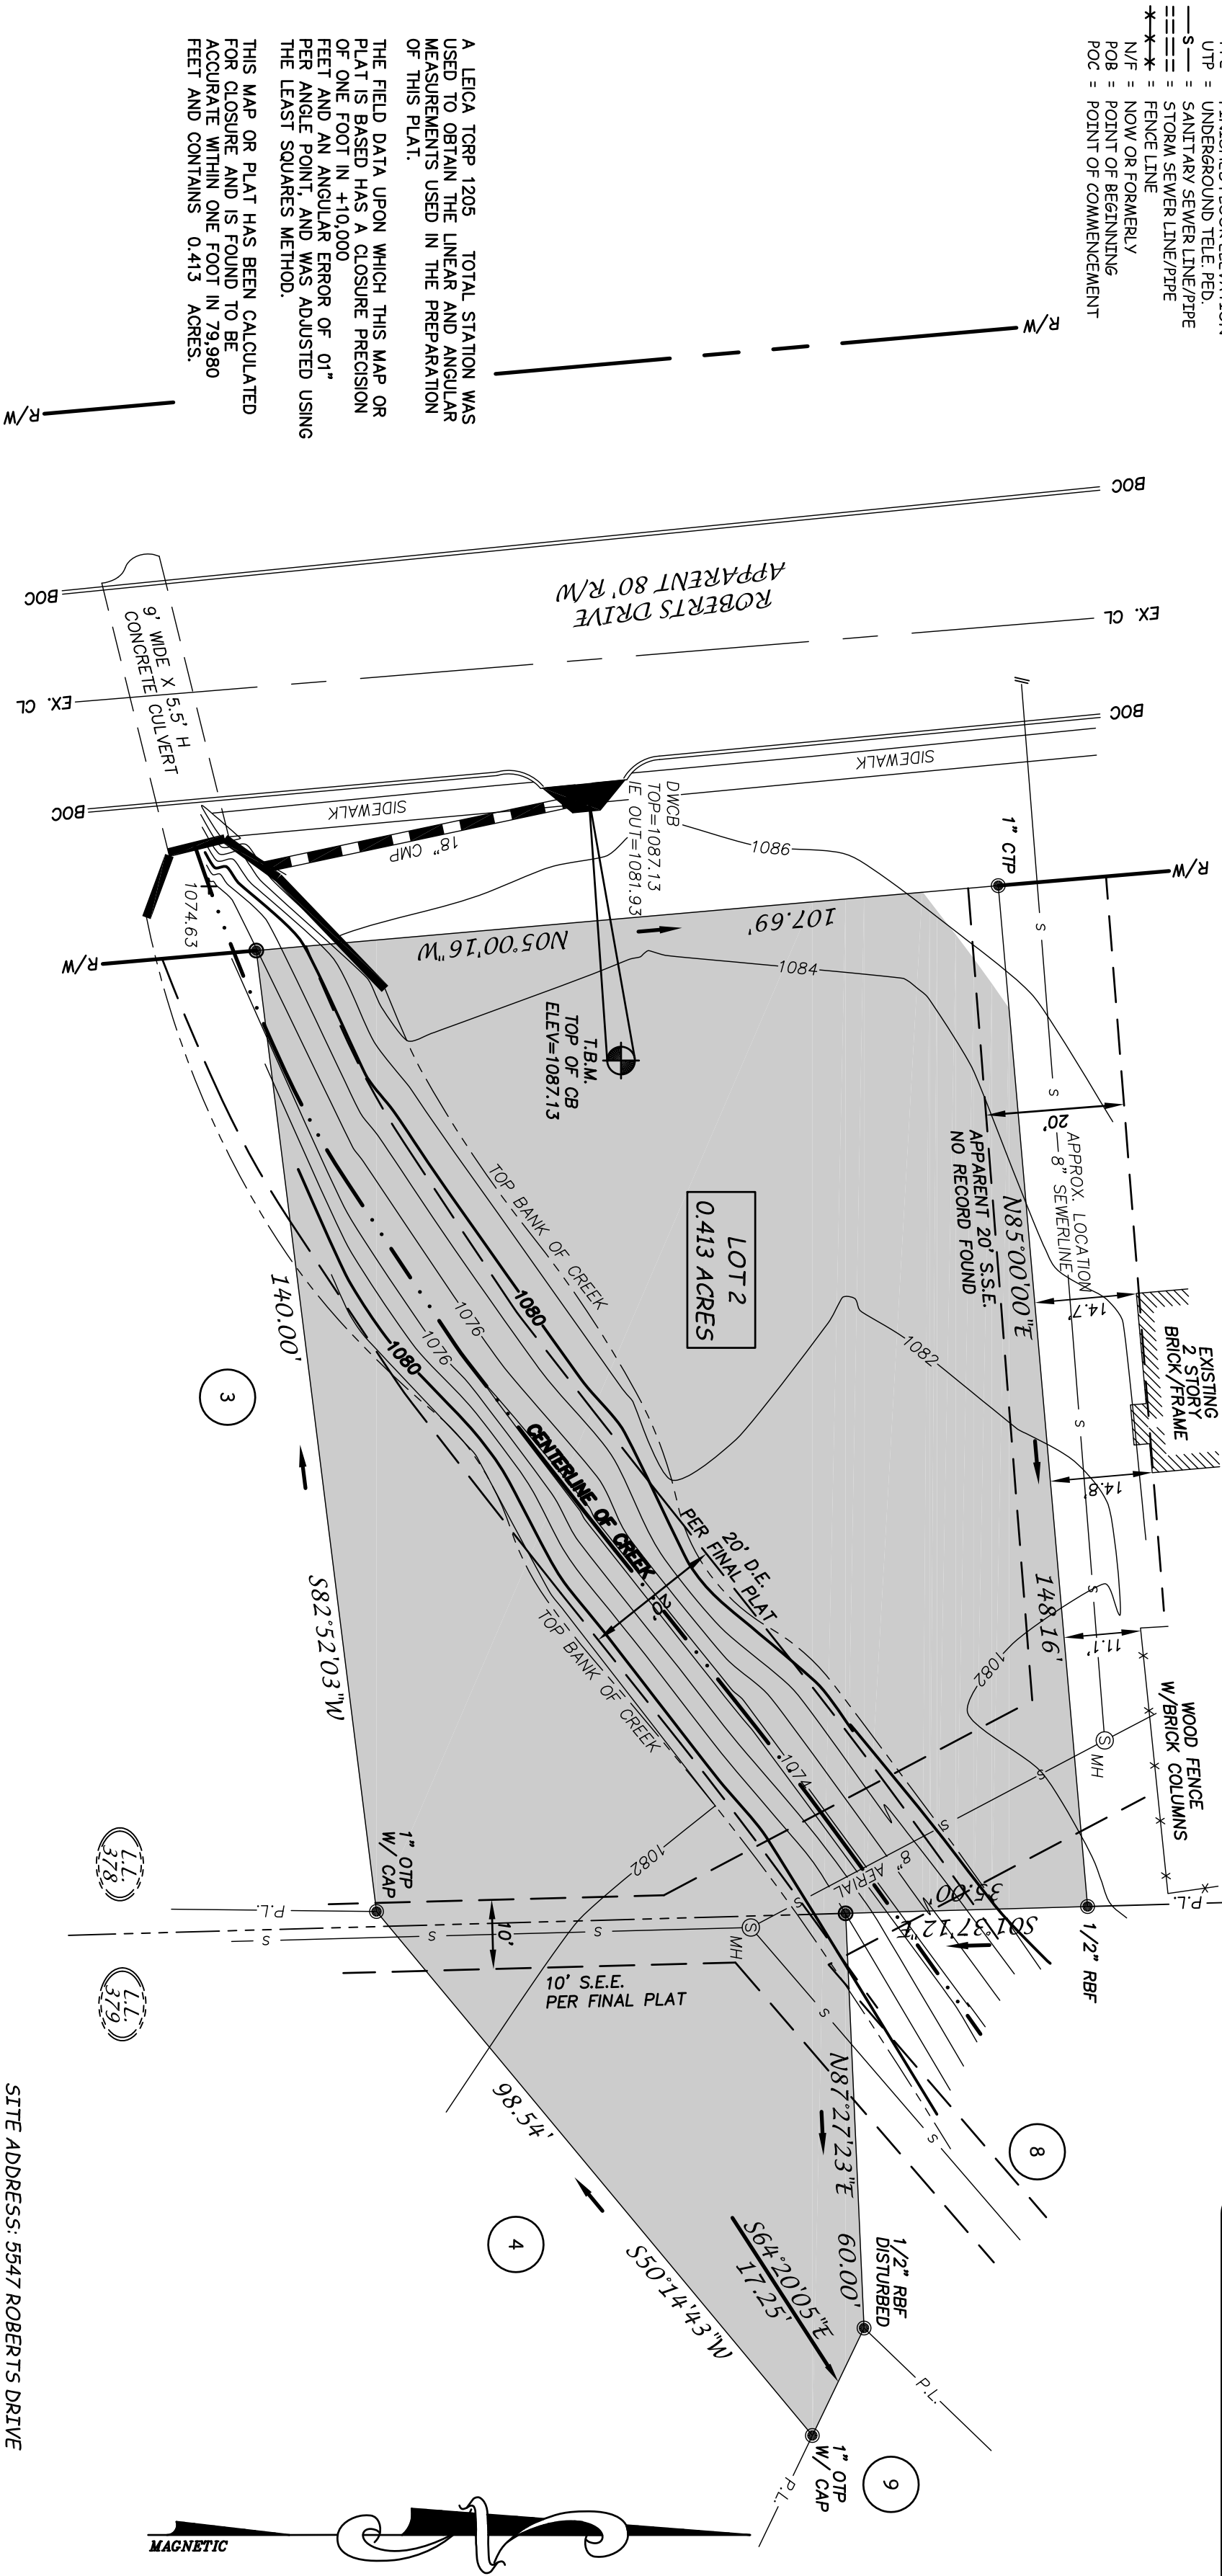 UTP = UNDERGROUND TELE. PED.
—S— = SANITARY SEWER LINE/PIPE
===== = STORM SEWER LINE/PIPE
= FENCE LINE
N/F = NOW OR FORMERLY
POB = POINT OF BEGINNING
POC = POINT OF COMMENCEMENT
A LEICA TCRP 1205 TOTAL STATION WAS
USED TO OBTAIN THE LINEAR AND ANGULAR
MEASUREMENTS USED IN THE PREPARATION
OF THIS PLAT.
THE FIELD DATA UPON WHICH THIS MAP OR
PLAT IS BASED HAS A CLOSURE PRECISION
OF ONE FOOT IN +10,000
FEET AND AN ANGULAR ERROR OF 01"
PER ANGLE POINT, AND WAS ADJUSTED USING
THE LEAST SQUARES METHOD.
THIS MAP OR PLAT HAS BEEN CALCULATED
FOR CLOSURE AND IS FOUND TO BE
ACCURATE WITHIN ONE FOOT IN 79,980
FEET AND CONTAINS 0.413 ACRES.
R/W
R/W
BOC
BOC
ROBERTS DRIVE
APPARENT 80' R/W
EX. CL
EX. CL
9' WIDE X 5.5' H
CONCRETE CULVERT
BOC
BOC
SIDEWALK
SIDEWALK
18" CMP
DWCB
TOP=1087.13
IE OUT=1081.93
1086
1084
1" CTP
R/W
R/W
1074.63
N05°00'16"W
107.69'
T.B.M.
TOP OF CB
ELEV=1087.13
S
S
20'
APPROX. LOCATION
8" SEWERLINE
APPARENT 20' S.S.E.
NO RECORD FOUND
N85°00'00"E
148.16'
14.7'
EXISTING
2 STORY
BRICK/FRAME
14.8'
S
S
11.1'
WOOD FENCE
W/BRICK COLUMNS
S MH
S
S
LOT 2
0.413 ACRES
TOP BANK OF CREEK
1080
1076
1076
1080
1082
1082
CENTERLINE OF CREEK
20'
20' D.E.
PER FINAL PLAT
TOP BANK OF CREEK
1074
8" AERIAL
S
140.00'
S82°52'03"W
3
1082
1" OTP
W/ CAP
L.L.
378
L.L.
379
P.L.
S
S
10'
10' S.E.E.
PER FINAL PLAT
S MH
S
S
35.00'
S01°37'12"E
1/2" RBF
P.L.
N87°27'23"E
60.00'
8
1/2" RBF
DISTURBED
S64°20'05"E
17.25'
98.54'
S50°14'43"W
4
P.L.
1" OTP
W/ CAP
9
P.L.
MAGNETIC
SITE ADDRESS: 5547 ROBERTS DRIVE